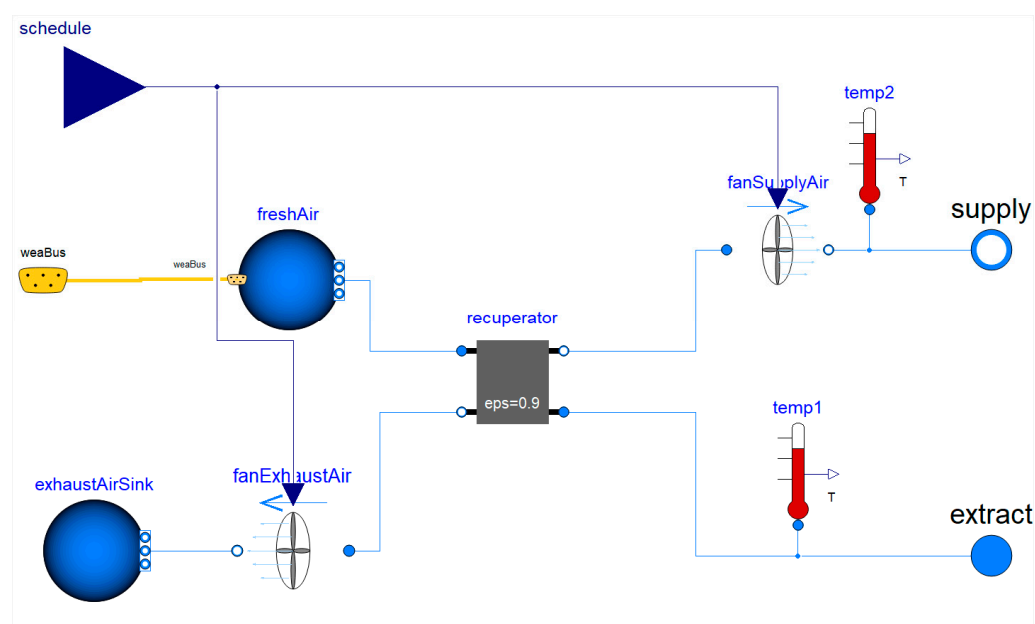 schedule
temp2
T
fanSupplyAir
supply
freshAir
weaBus
weaBus
recuperator
eps=0.9
temp1
T
fanExhaustAir
exhaustAirSink
extract